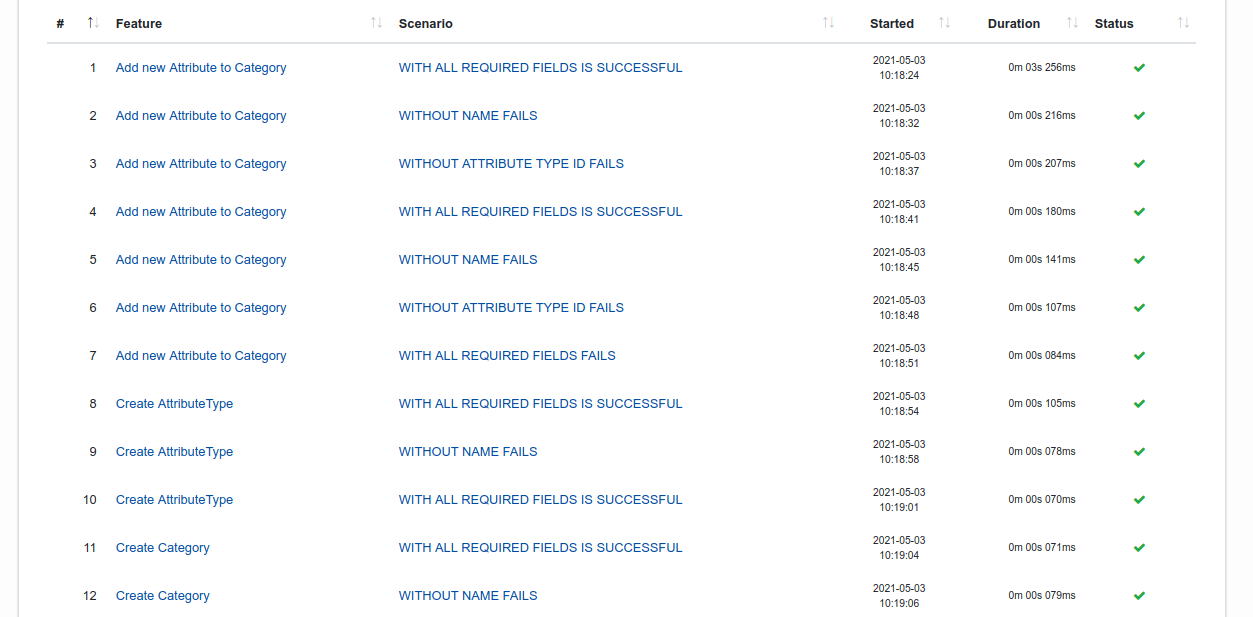 # Feature Scenario Started Duration Status
1 Add new Attribute to Category WITH ALL REQUIRED FIELDS IS SUCCESSFUL 2021-05-03 10:18:24 0m 03s 256ms
2 Add new Attribute to Category WITHOUT NAME FAILS 2021-05-03 10:18:32 0m 00s 216ms
3 Add new Attribute to Category WITHOUT ATTRIBUTE TYPE ID FAILS 2021-05-03 10:18:37 0m 00s 207ms
4 Add new Attribute to Category WITH ALL REQUIRED FIELDS IS SUCCESSFUL 2021-05-03 10:18:41 0m 00s 180ms
5 Add new Attribute to Category WITHOUT NAME FAILS 2021-05-03 10:18:45 0m 00s 141ms
6 Add new Attribute to Category WITHOUT ATTRIBUTE TYPE ID FAILS 2021-05-03 10:18:48 0m 00s 107ms
7 Add new Attribute to Category WITH ALL REQUIRED FIELDS FAILS 2021-05-03 10:18:51 0m 00s 084ms
8 Create AttributeType WITH ALL REQUIRED FIELDS IS SUCCESSFUL 2021-05-03 10:18:54 0m 00s 105ms
9 Create AttributeType WITHOUT NAME FAILS 2021-05-03 10:18:58 0m 00s 078ms
10 Create AttributeType WITH ALL REQUIRED FIELDS IS SUCCESSFUL 2021-05-03 10:19:01 0m 00s 070ms
11 Create Category WITH ALL REQUIRED FIELDS IS SUCCESSFUL 2021-05-03 10:19:04 0m 00s 071ms
12 Create Category WITHOUT NAME FAILS 2021-05-03 10:19:06 0m 00s 079ms